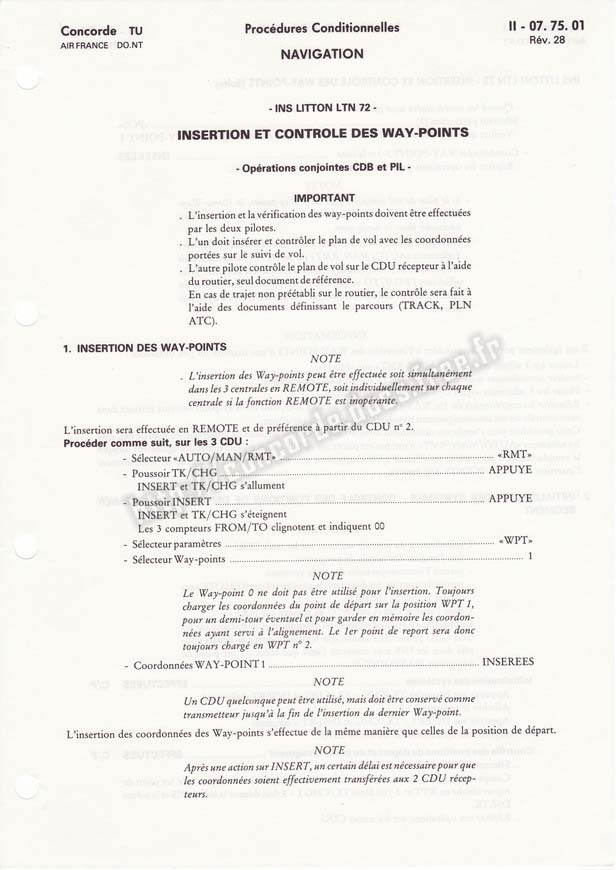 Concorde TU
AIR FRANCE DO.NT
Procédures Conditionnelles
NAVIGATION
II - 07. 75. 01
Rév. 28
- INS LITTON LTN 72 -
INSERTION ET CONTROLE DES WAY-POINTS
- Opérations conjointes CDB et PIL -
IMPORTANT
. L'insertion et la vérification des way-points doivent être effectuées
par les deux pilotes.
. L'un doit insérer et contrôler le plan de vol avec les coordonnées
portées sur le suivi de vol.
. L'autre pilote contrôle le plan de vol sur le CDU récepteur à l'aide
du routier, seul document de référence.
En cas de trajet non préétabli sur le routier, le contrôle sera fait à
l'aide des documents définissant le parcours (TRACK, PLN
ATC).
1. INSERTION DES WAY-POINTS
NOTE
. L'insertion des Way-points peut être effectuée soit simultanément
dans les 3 centrales en REMOTE, soit individuellement sur chaque
centrale si la fonction REMOTE est inopérante.
L'insertion sera effectuée en REMOTE et de préférence à partir du CDU n° 2.
Procéder comme suit, sur les 3 CDU :
- Sélecteur «AUTO/MAN/RMT» ... «RMT»
- Poussoir TK/CHG ... APPUYE
INSERT et TK/CHG s'allument
- Poussoir INSERT ... APPUYE
INSERT et TK/CHG s'éteignent
Les 3 compteurs FROM/TO clignotent et indiquent 00
- Sélecteur paramètres ... «WPT»
- Sélecteur Way-points ... 1
NOTE
Le Way-point 0 ne doit pas être utilisé pour l'insertion. Toujours
charger les coordonnées du point de départ sur la position WPT 1,
pour un demi-tour éventuel et pour garder en mémoire les coordon-
nées ayant servi à l'alignement. Le 1er point de report sera donc
toujours chargé en WPT n° 2.
- Coordonnées WAY-POINT 1 ... INSEREES
NOTE
Un CDU quelconque peut être utilisé, mais doit être conservé comme
transmetteur jusqu'à la fin de l'insertion du dernier Way-point.
L'insertion des coordonnées des Way-points s'effectue de la même manière que celles de la position de départ.
NOTE
Après une action sur INSERT, un certain délai est nécessaire pour que
les coordonnées soient effectivement transférées aux 2 CDU récep-
teurs.